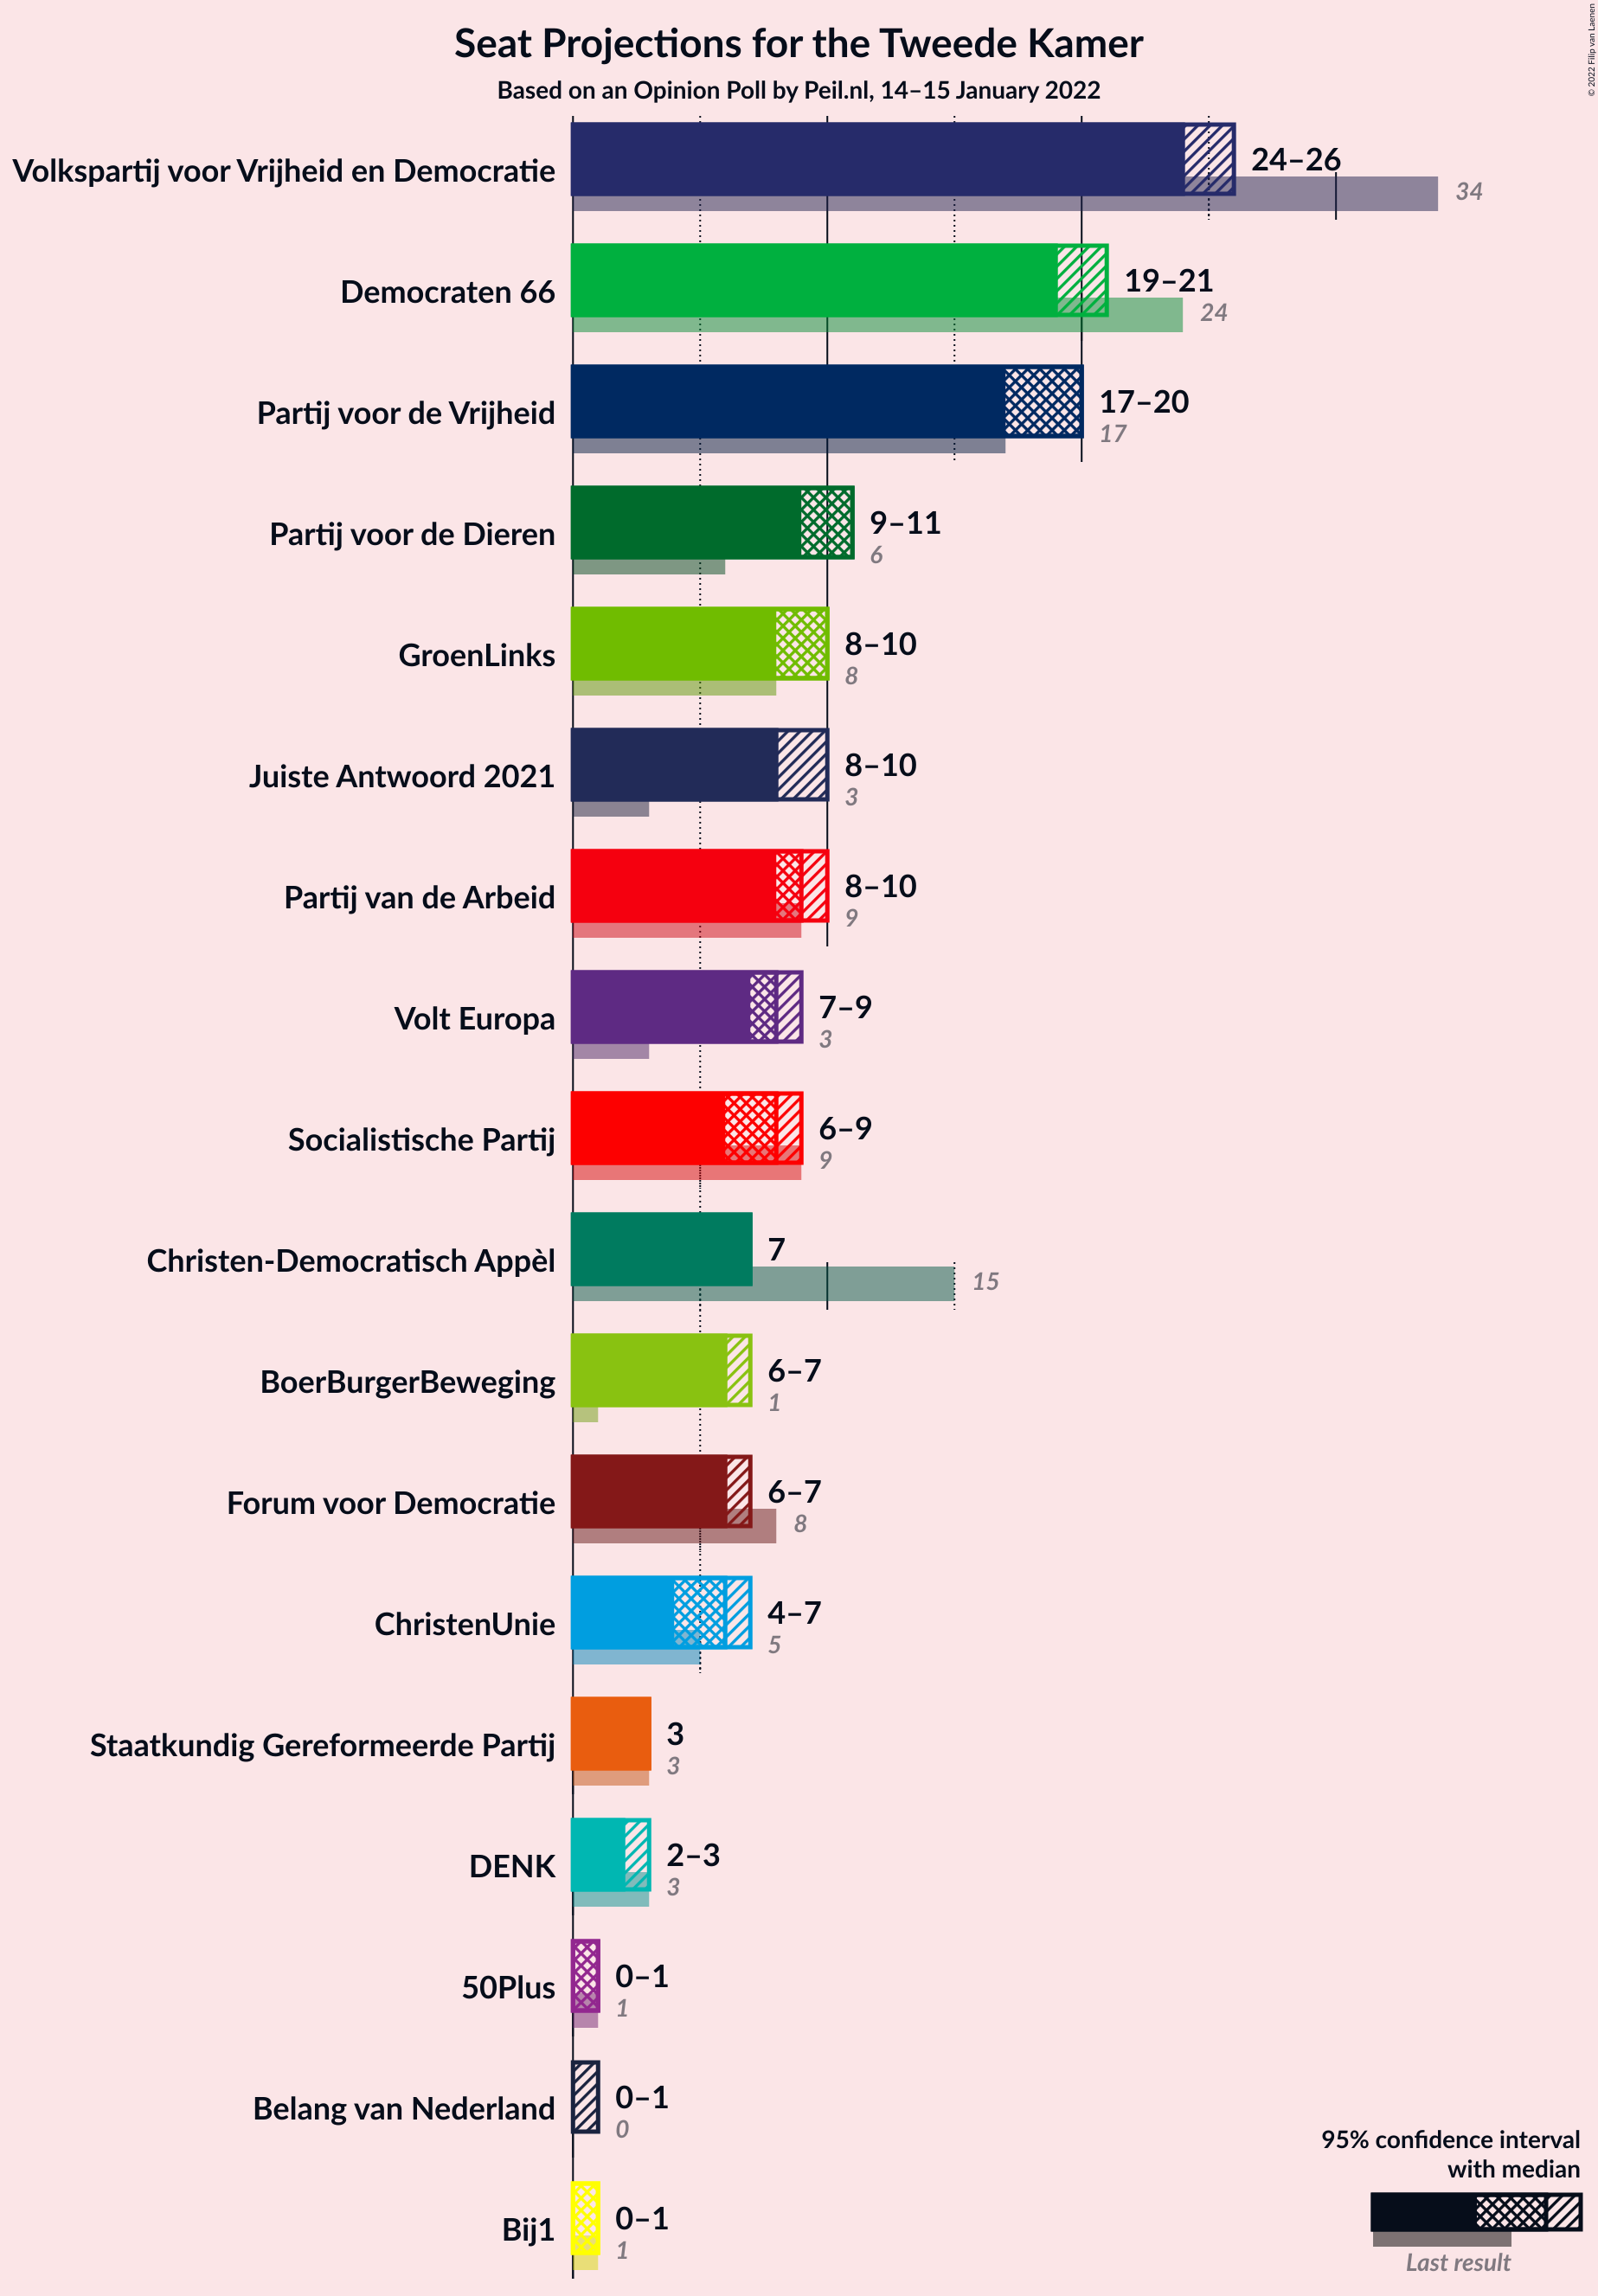 Seat Projections for the Tweede Kamer
Based on an Opinion Poll by Peil.nl, 14–15 January 2022
© 2022 Filip van Laenen
Volkspartij voor Vrijheid en Democratie
24–26
34
Democraten 66
19–21
24
Partij voor de Vrijheid
17–20
17
Partij voor de Dieren
9–11
6
GroenLinks
8–10
8
Juiste Antwoord 2021
8–10
3
Partij van de Arbeid
8–10
9
Volt Europa
7–9
3
Socialistische Partij
6–9
9
Christen-Democratisch Appèl
7
15
BoerBurgerBeweging
6–7
1
Forum voor Democratie
6–7
8
ChristenUnie
4–7
5
Staatkundig Gereformeerde Partij
3
3
DENK
2–3
3
50Plus
0–1
1
Belang van Nederland
0–1
0
Bij1
0–1
1
95% confidence interval
with median
Last result